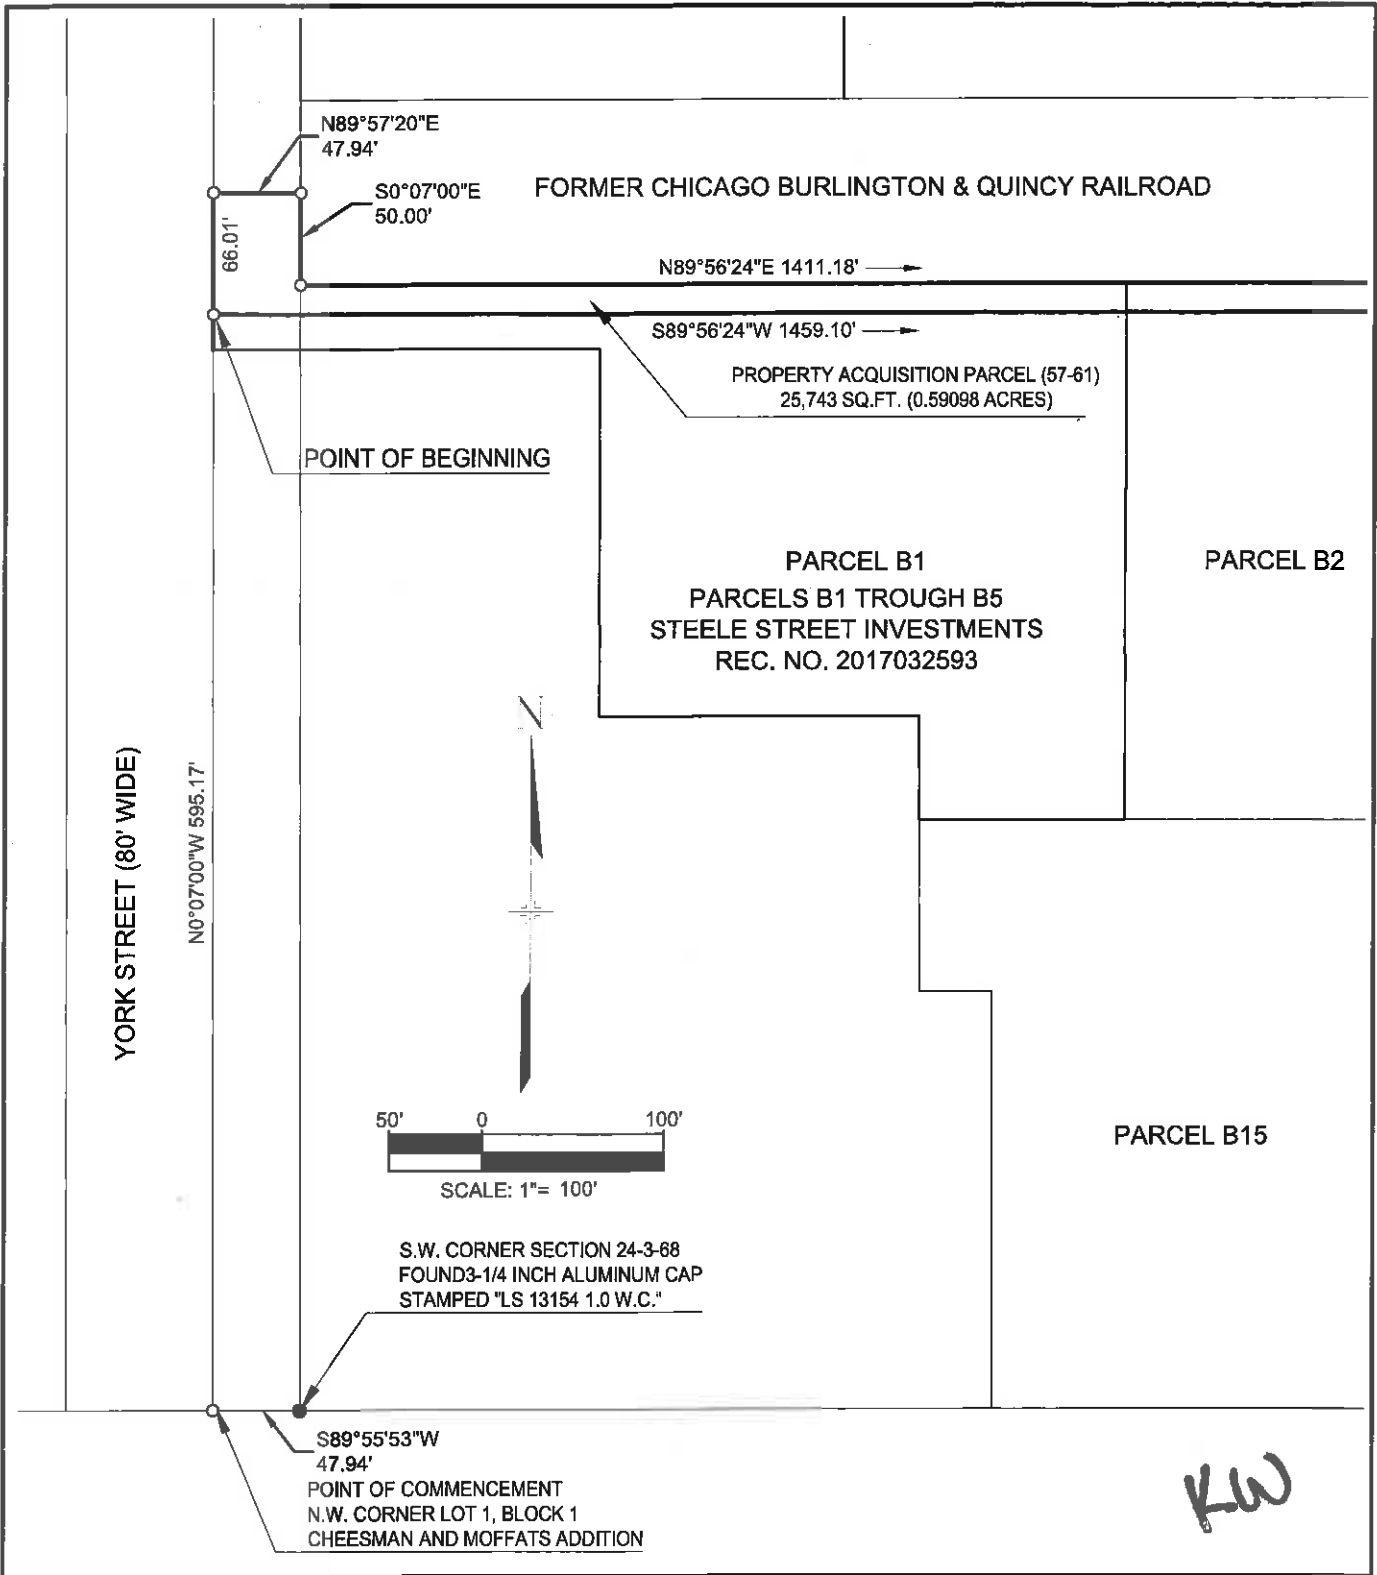 N89°57'20"E
47.94'
S0°07'00"E
50.00'
FORMER CHICAGO BURLINGTON & QUINCY RAILROAD
66.01'
N89°56'24"E 1411.18'
S89°56'24"W 1459.10'
PROPERTY ACQUISITION PARCEL (57-61)
25,743 SQ.FT. (0.59098 ACRES)
POINT OF BEGINNING
PARCEL B1
PARCELS B1 TROUGH B5
STEELE STREET INVESTMENTS
REC. NO. 2017032593
PARCEL B2
N
YORK STREET (80' WIDE)
N0°07'00"W 595.17'
50' 0 100'
SCALE: 1"= 100'
PARCEL B15
S.W. CORNER SECTION 24-3-68
FOUND3-1/4 INCH ALUMINUM CAP
STAMPED "LS 13154 1.0 W.C."
S89°55'53"W
47.94'
POINT OF COMMENCEMENT
N.W. CORNER LOT 1, BLOCK 1
CHEESMAN AND MOFFATS ADDITION
KW